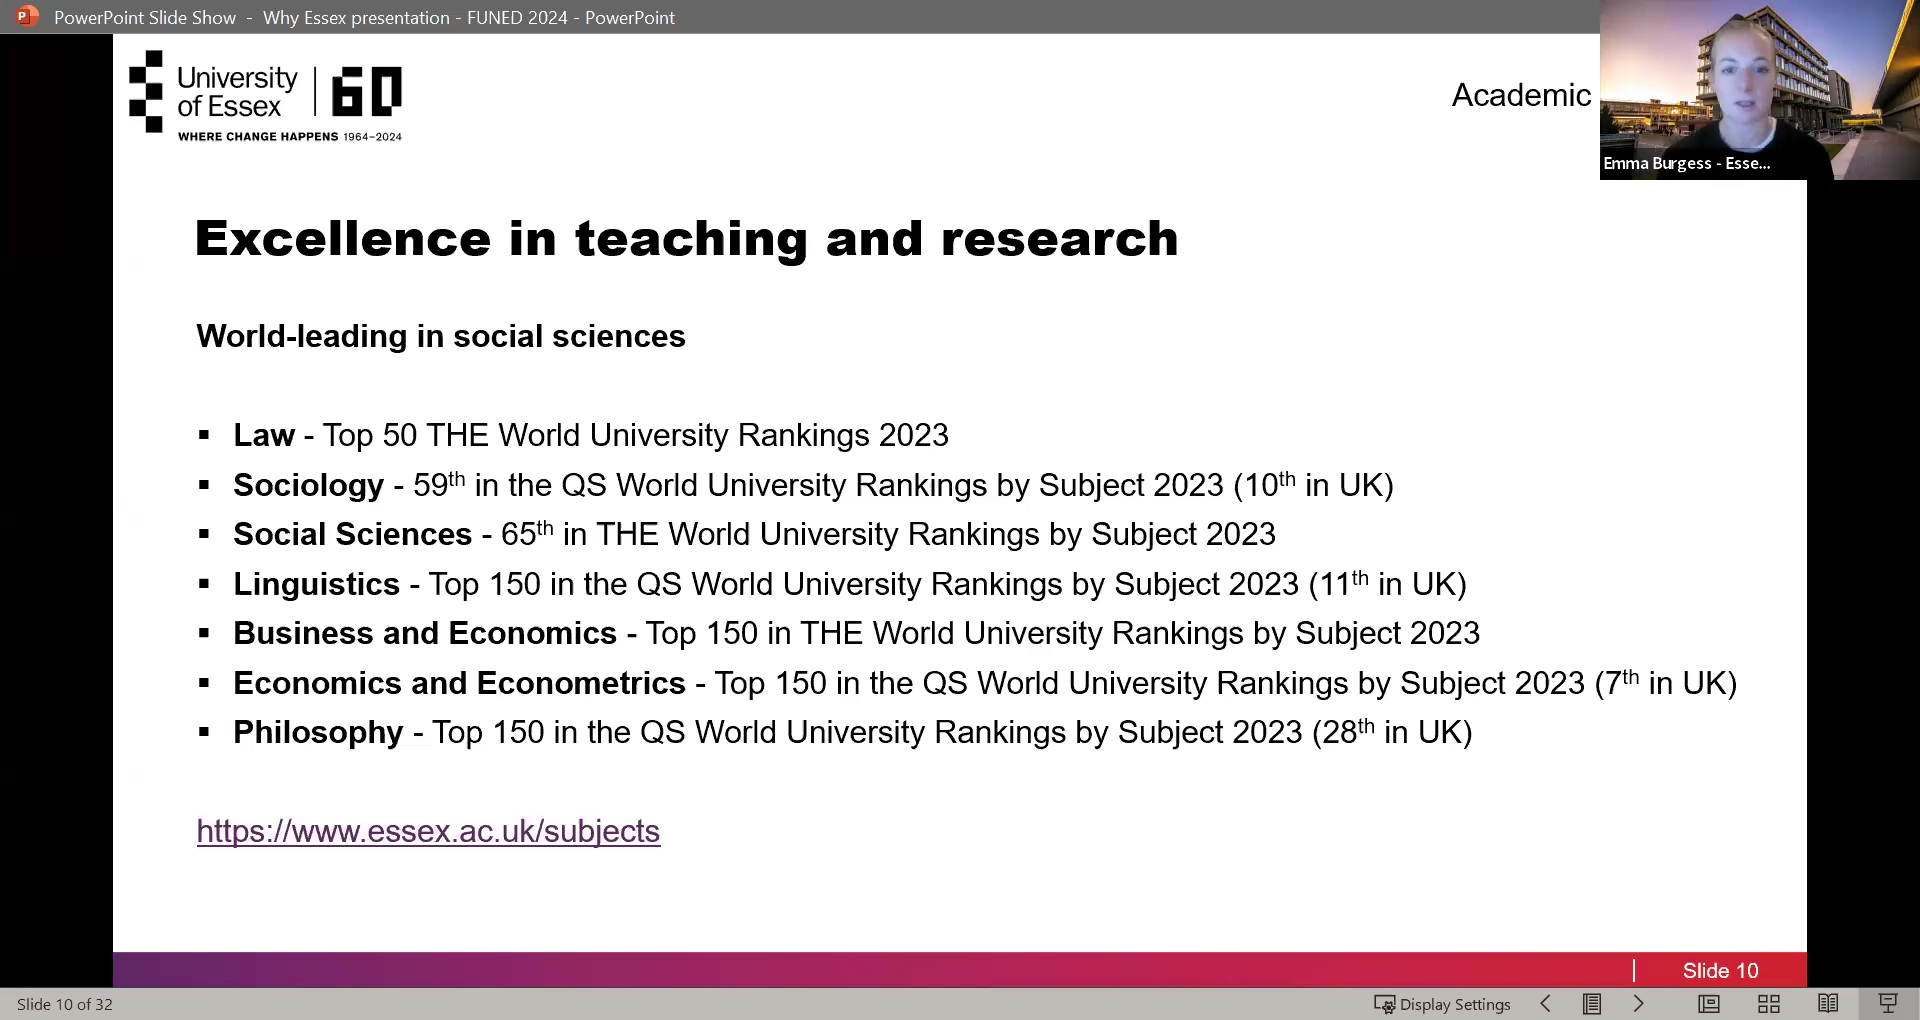 PowerPoint Slide Show - Why Essex presentation - FUNED 2024 - PowerPoint
University
of Essex
60
WHERE CHANGE HAPPENS 1964–2024
Academic
Emma Burgess - Esse...
Excellence in teaching and research
World-leading in social sciences
▪ Law - Top 50 THE World University Rankings 2023
▪ Sociology - 59th in the QS World University Rankings by Subject 2023 (10th in UK)
▪ Social Sciences - 65th in THE World University Rankings by Subject 2023
▪ Linguistics - Top 150 in the QS World University Rankings by Subject 2023 (11th in UK)
▪ Business and Economics - Top 150 in THE World University Rankings by Subject 2023
▪ Economics and Econometrics - Top 150 in the QS World University Rankings by Subject 2023 (7th in UK)
▪ Philosophy - Top 150 in the QS World University Rankings by Subject 2023 (28th in UK)
https://www.essex.ac.uk/subjects
Slide 10
Slide 10 of 32
Display Settings